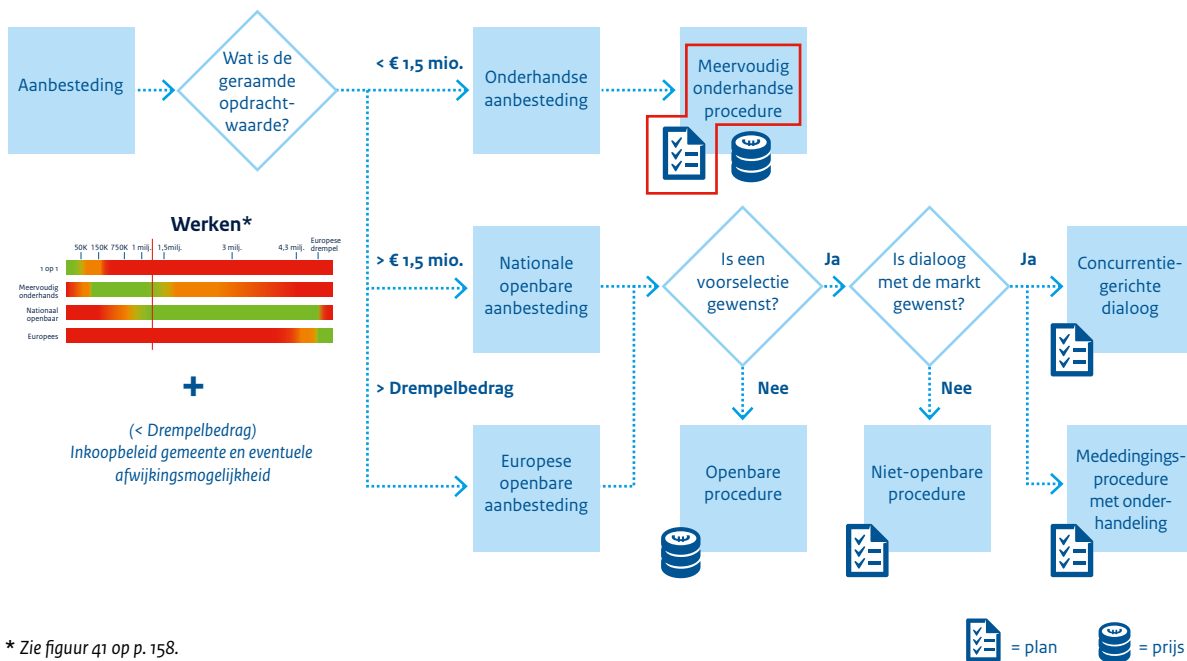 Aanbesteding
Wat is de
geraamde
opdracht-
waarde?
< € 1,5 mio.
Onderhandse
aanbesteding
Meervoudig
onderhandse
procedure
Werken*
50K 150K 750K 1 milj. 1,5milj. 3 milj. 4,3 milj. Europese
drempel
1 op 1
Meervoudig
onderhands
Nationaal
openbaar
Europees
+
(< Drempelbedrag)
Inkoopbeleid gemeente en eventuele
afwijkingsmogelijkheid
> € 1,5 mio.
Nationale
openbare
aanbesteding
Is een
voorselectie
gewenst?
Ja
Is dialoog
met de markt
gewenst?
Ja
Concurrentie-
gerichte
dialoog
> Drempelbedrag
Nee
Nee
Europese
openbare
aanbesteding
Openbare
procedure
Niet-openbare
procedure
Mededingings-
procedure
met onder-
handeling
* Zie figuur 41 op p. 158.
= plan
= prijs